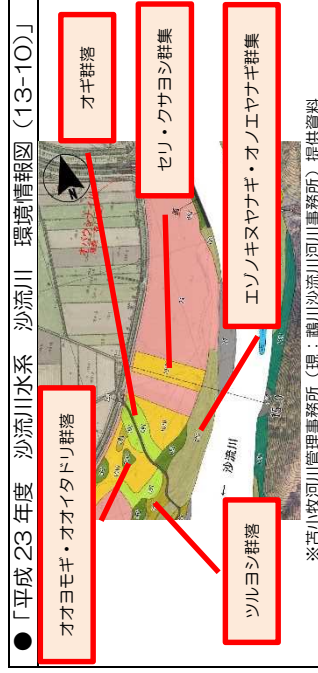 ●「平成 23 年度　沙流川水系　沙流川　環境情報図（13-10）」
オオヨモギ・オオイタドリ群落
オギ群落
セリ・クサヨシ群集
ツルヨシ群落
エゾノキヌヤナギ・オノエヤナギ群集
← 沙流川
※苫小牧河川管理事務所（現：鵡川沙流川河川事務所）提供資料